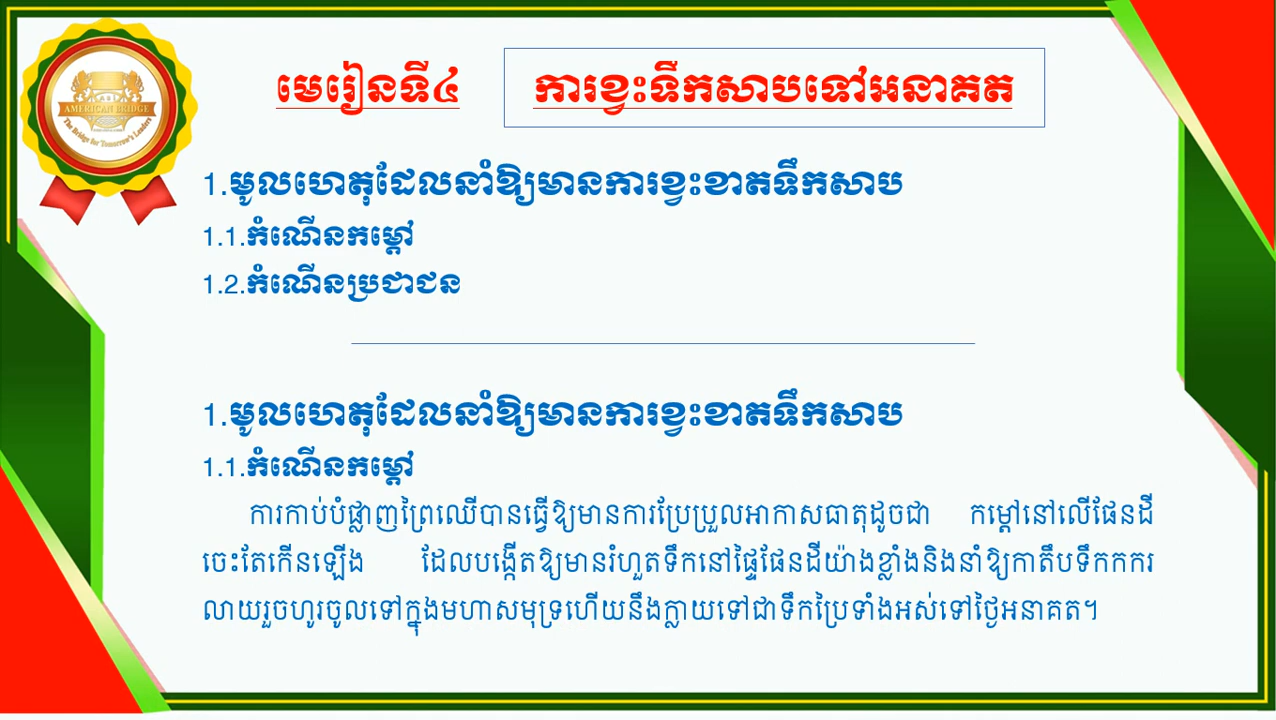 AMERICAN BRIDGE
The Bridge for Tomorrow's Leaders
មេរៀនទី៤ ការខ្វះទឹកសាបទៅអនាគត
1.មូលហេតុដែលនាំឱ្យមានការខ្វះខាតទឹកសាប
1.1.កំណើនកម្ដៅ
1.2.កំណើនប្រជាជន
1.មូលហេតុដែលនាំឱ្យមានការខ្វះខាតទឹកសាប
1.1.កំណើនកម្ដៅ
ការកាប់បំផ្លាញព្រៃឈើបានធ្វើឱ្យមានការប្រែប្រួលអាកាសធាតុដូចជា កម្ដៅនៅលើផែនដី
ចេះតែកើនឡើង ដែលបង្កើតឱ្យមានរំហួតទឹកនៅផ្ទៃផែនដីយ៉ាងខ្លាំងនិងនាំឱ្យកាតឹបទឹកកករ
លាយរួចហូរចូលទៅក្នុងមហាសមុទ្រហើយនឹងក្លាយទៅជាទឹកប្រៃទាំងអស់ទៅថ្ងៃអនាគត។